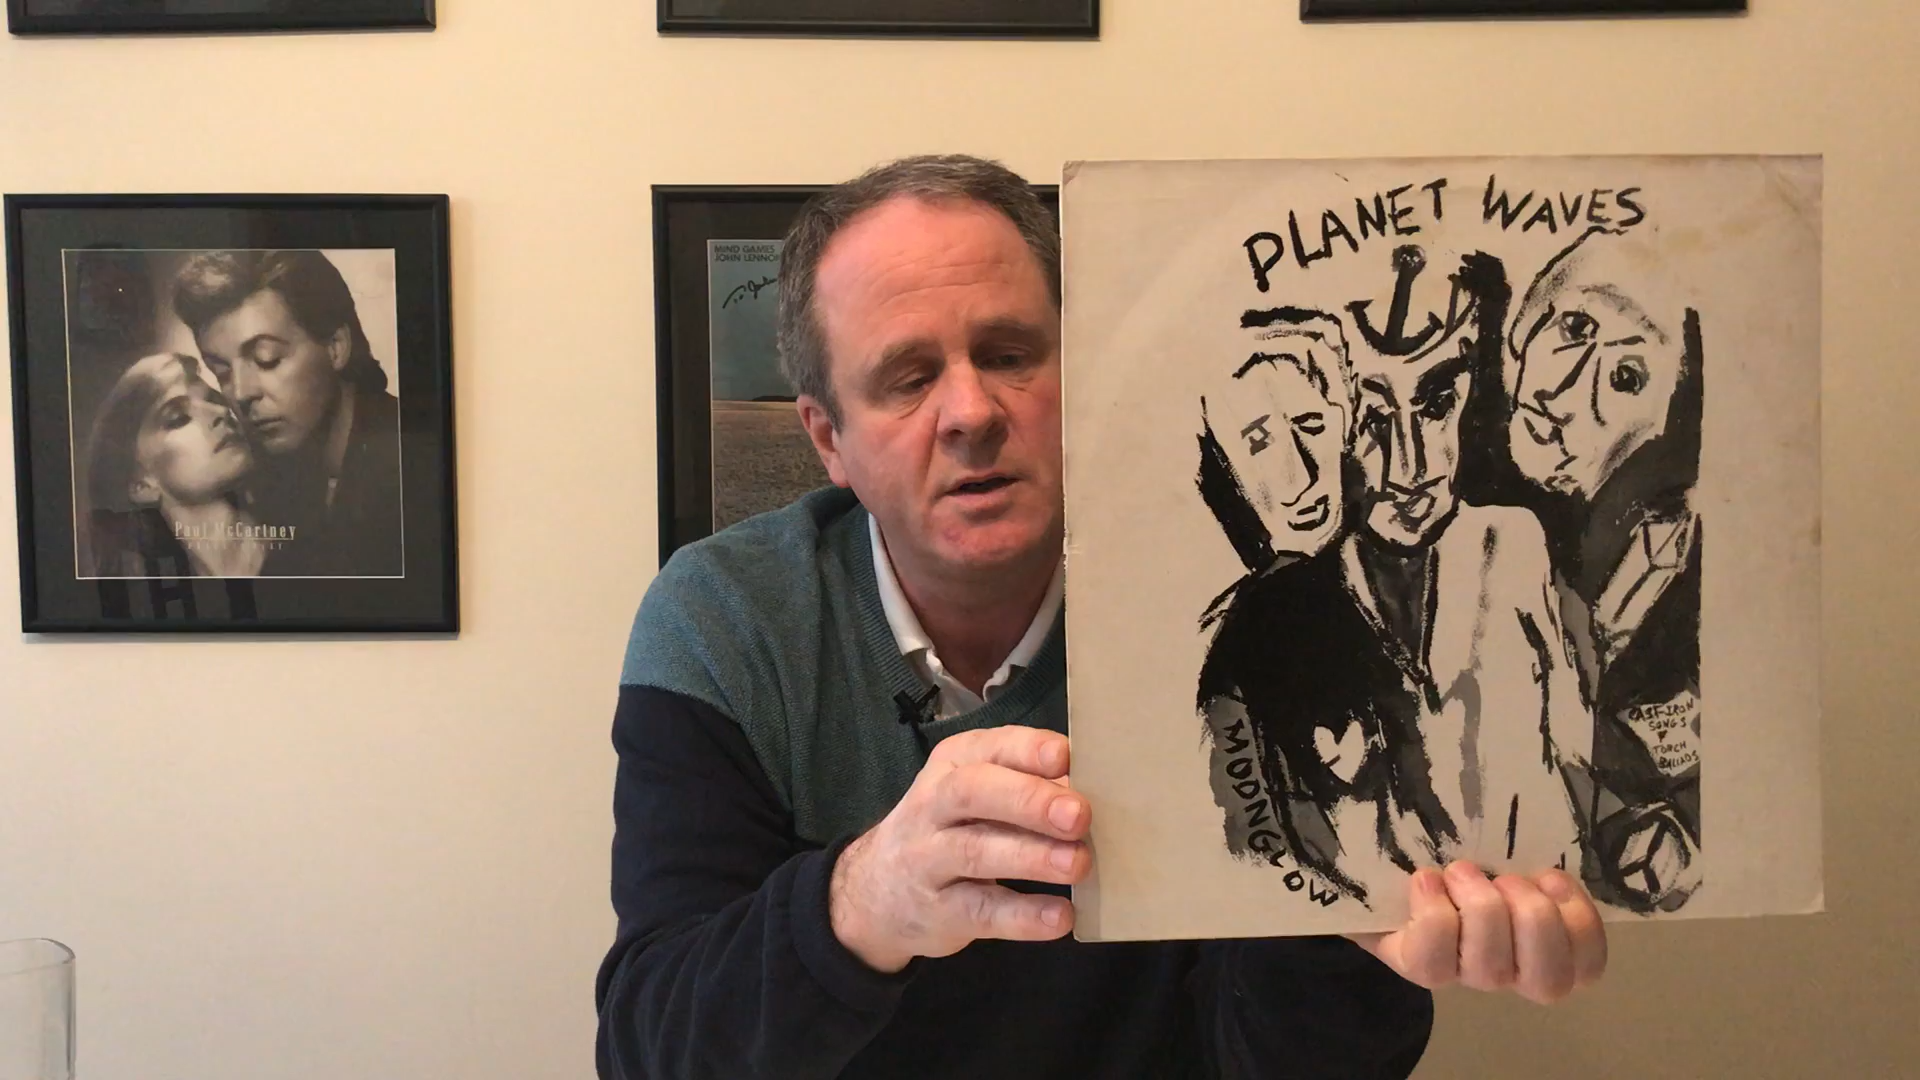 PLANET WAVES
MOONGLOW
CAST-IRON
SONGS
&
TORCH
BALLADS
MIND GAMES
JOHN LENNON
Paul McCartney